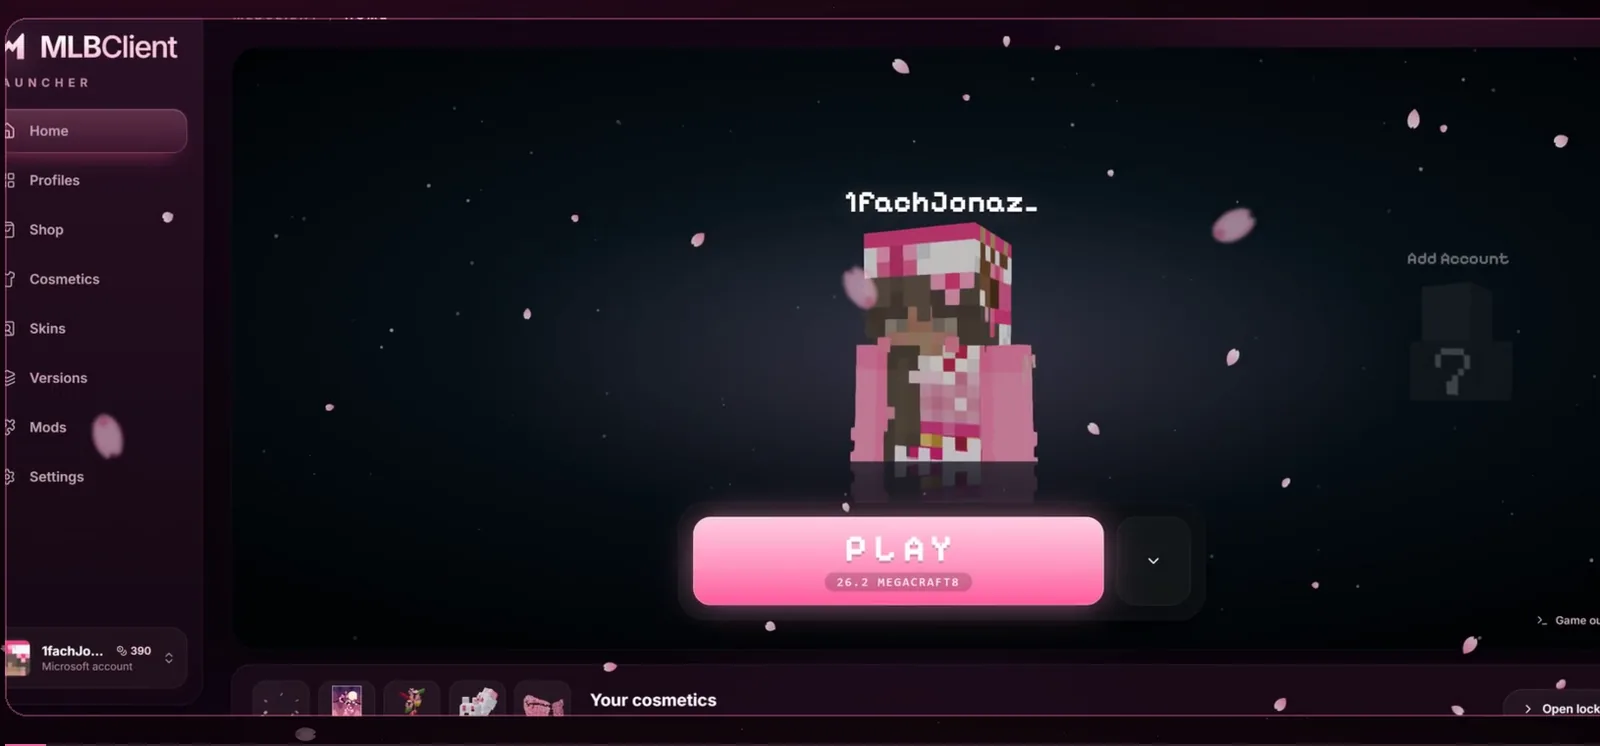 MLBClient
AUNCHER
Home
Profiles
Shop
Cosmetics
Skins
Versions
Mods
Settings
1fachJo... 390
Microsoft account
1fachJonaz_
Add Account
?
PLAY
26.2 MEGACRAFT8
Game ou
Your cosmetics
Open lock